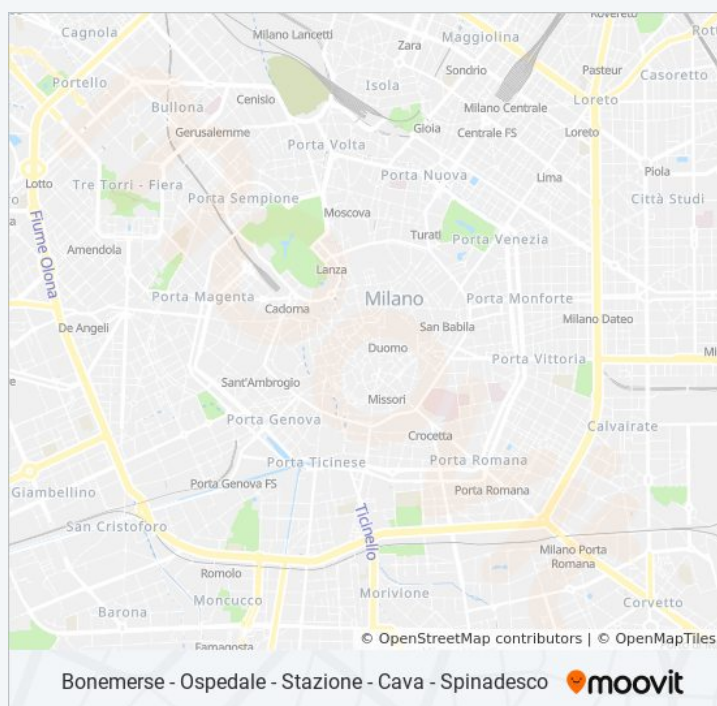 Cagnola
Milano Lancetti
Zara
Maggiolina
Rovereto
Portello
Isola
Sondrio
Pasteur
Casoretto
Bullona
Cenisio
Milano Centrale
Loreto
Gerusalemme
Gioia
Centrale FS
Loreto
Porta Volta
Lotto
Tre Torri - Fiera
Porta Nuova
Lima
Piola
Porta Sempione
Città Studi
Moscova
Fiume Olona
Amendola
Turati
Porta Venezia
Lanza
Porta Magenta
Milano
Porta Monforte
Cadorna
De Angeli
San Babila
Milano Dateo
Duomo
Porta Vittoria
Sant'Ambrogio
Missori
Porta Genova
Crocetta
Calvairate
Porta Ticinese
Porta Romana
Giambellino
Porta Genova FS
Porta Romana
San Cristoforo
Ticinello
Milano Porta
Romana
Romolo
Moncucco
Morivione
Corvetto
Barona
Famagosta
© OpenStreetMap contributors | © OpenMapTiles
Bonemerse - Ospedale - Stazione - Cava - Spinadesco
moovit